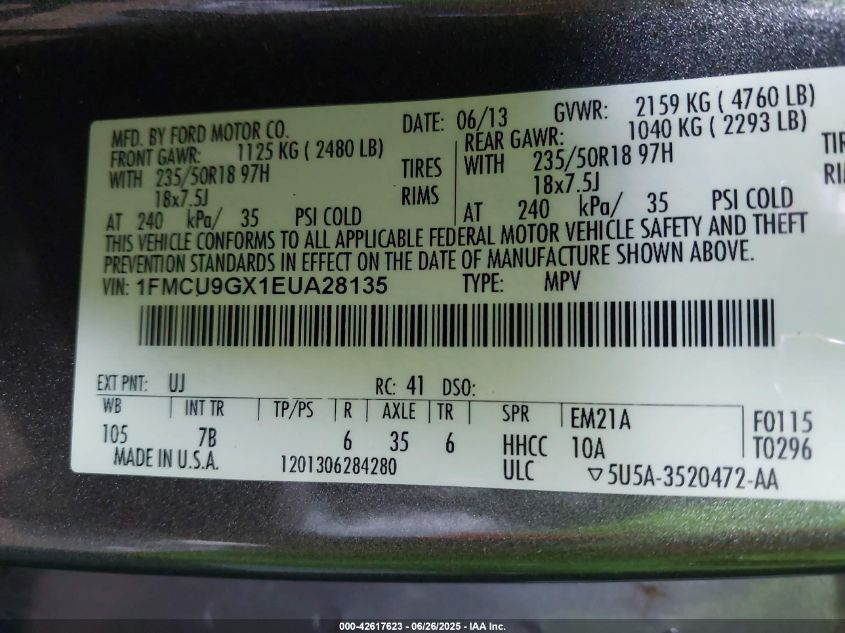 MFD. BY FORD MOTOR CO. DATE: 06/13 GVWR: 2159 KG ( 4760 LB)
FRONT GAWR: 1125 KG ( 2480 LB) REAR GAWR: 1040 KG ( 2293 LB)
WITH 235/50R18 97H TIRES WITH 235/50R18 97H
18x7.5J RIMS 18x7.5J
AT 240 kPa/ 35 PSI COLD AT 240 kPa/ 35 PSI COLD
THIS VEHICLE CONFORMS TO ALL APPLICABLE FEDERAL MOTOR VEHICLE SAFETY AND THEFT
PREVENTION STANDARDS IN EFFECT ON THE DATE OF MANUFACTURE SHOWN ABOVE.
VIN: 1FMCU9GX1EUA28135 TYPE: MPV
EXT PNT: UJ RC: 41 DSO:
WB INT TR TP/PS R AXLE TR SPR EM21A F0115
105 7B 6 35 6 HHCC 10A T0296
MADE IN U.S.A. 1201306284280 ULC ▽5U5A-3520472-AA
000-42617623 - 06/26/2025 - IAA Inc.